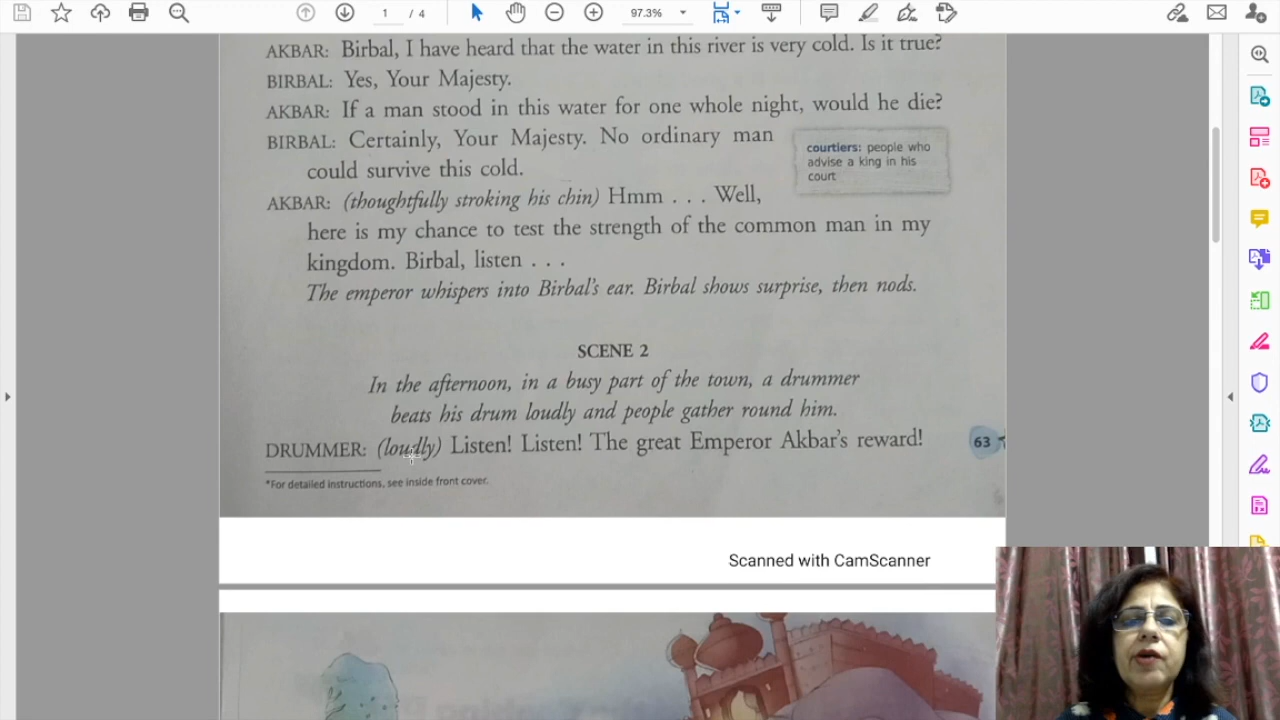 1 / 4
97.3%
AKBAR: Birbal, I have heard that the water in this river is very cold. Is it true?
BIRBAL: Yes, Your Majesty.
AKBAR: If a man stood in this water for one whole night, would he die?
BIRBAL: Certainly, Your Majesty. No ordinary man
could survive this cold.
courtiers: people who
advise a king in his
court
AKBAR: (thoughtfully stroking his chin) Hmm . . . Well,
here is my chance to test the strength of the common man in my
kingdom. Birbal, listen . . .
The emperor whispers into Birbal's ear. Birbal shows surprise, then nods.
SCENE 2
In the afternoon, in a busy part of the town, a drummer
beats his drum loudly and people gather round him.
DRUMMER: (loudly) Listen! Listen! The great Emperor Akbar's reward!
63
*For detailed instructions, see inside front cover.
Scanned with CamScanner